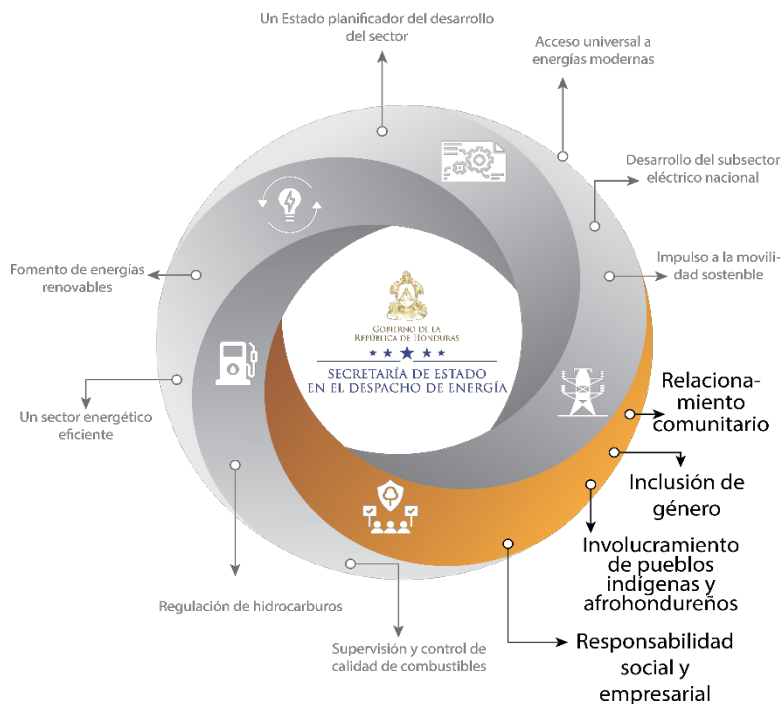 Un Estado planificador del desarrollo
del sector
Acceso universal a
energías modernas
Desarrollo del subsector
eléctrico nacional
Impulso a la movili-
dad sostenble
Fomento de energías
renovables
GOBIERNO DE LA
REPÚBLICA DE HONDURAS
SECRETARÍA DE ESTADO
EN EL DESPACHO DE ENERGÍA
Relaciona-
miento
comunitario
Un sector energético
eficiente
Inclusión de
género
Involucramiento
de pueblos
indígenas y
afrohondureños
Regulación de hidrocarburos
Supervisión y control de
calidad de combustibles
Responsabilidad
social y
empresarial